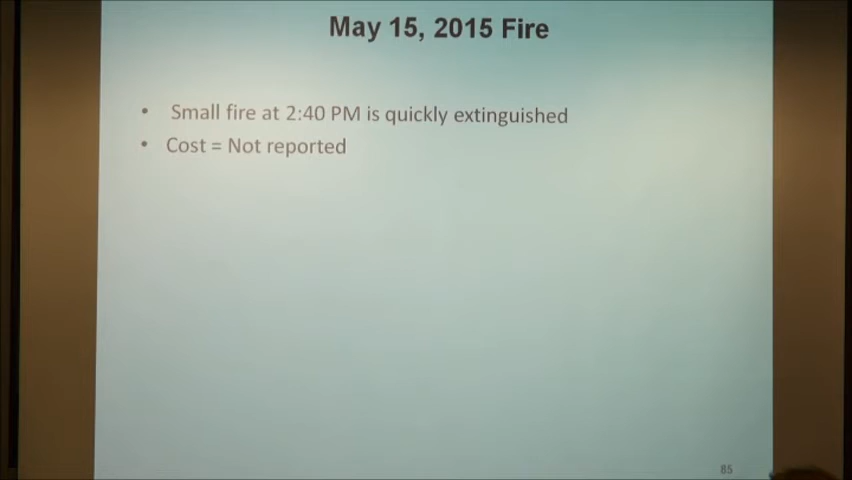 May 15, 2015 Fire
• Small fire at 2:40 PM is quickly extinguished
• Cost = Not reported
85